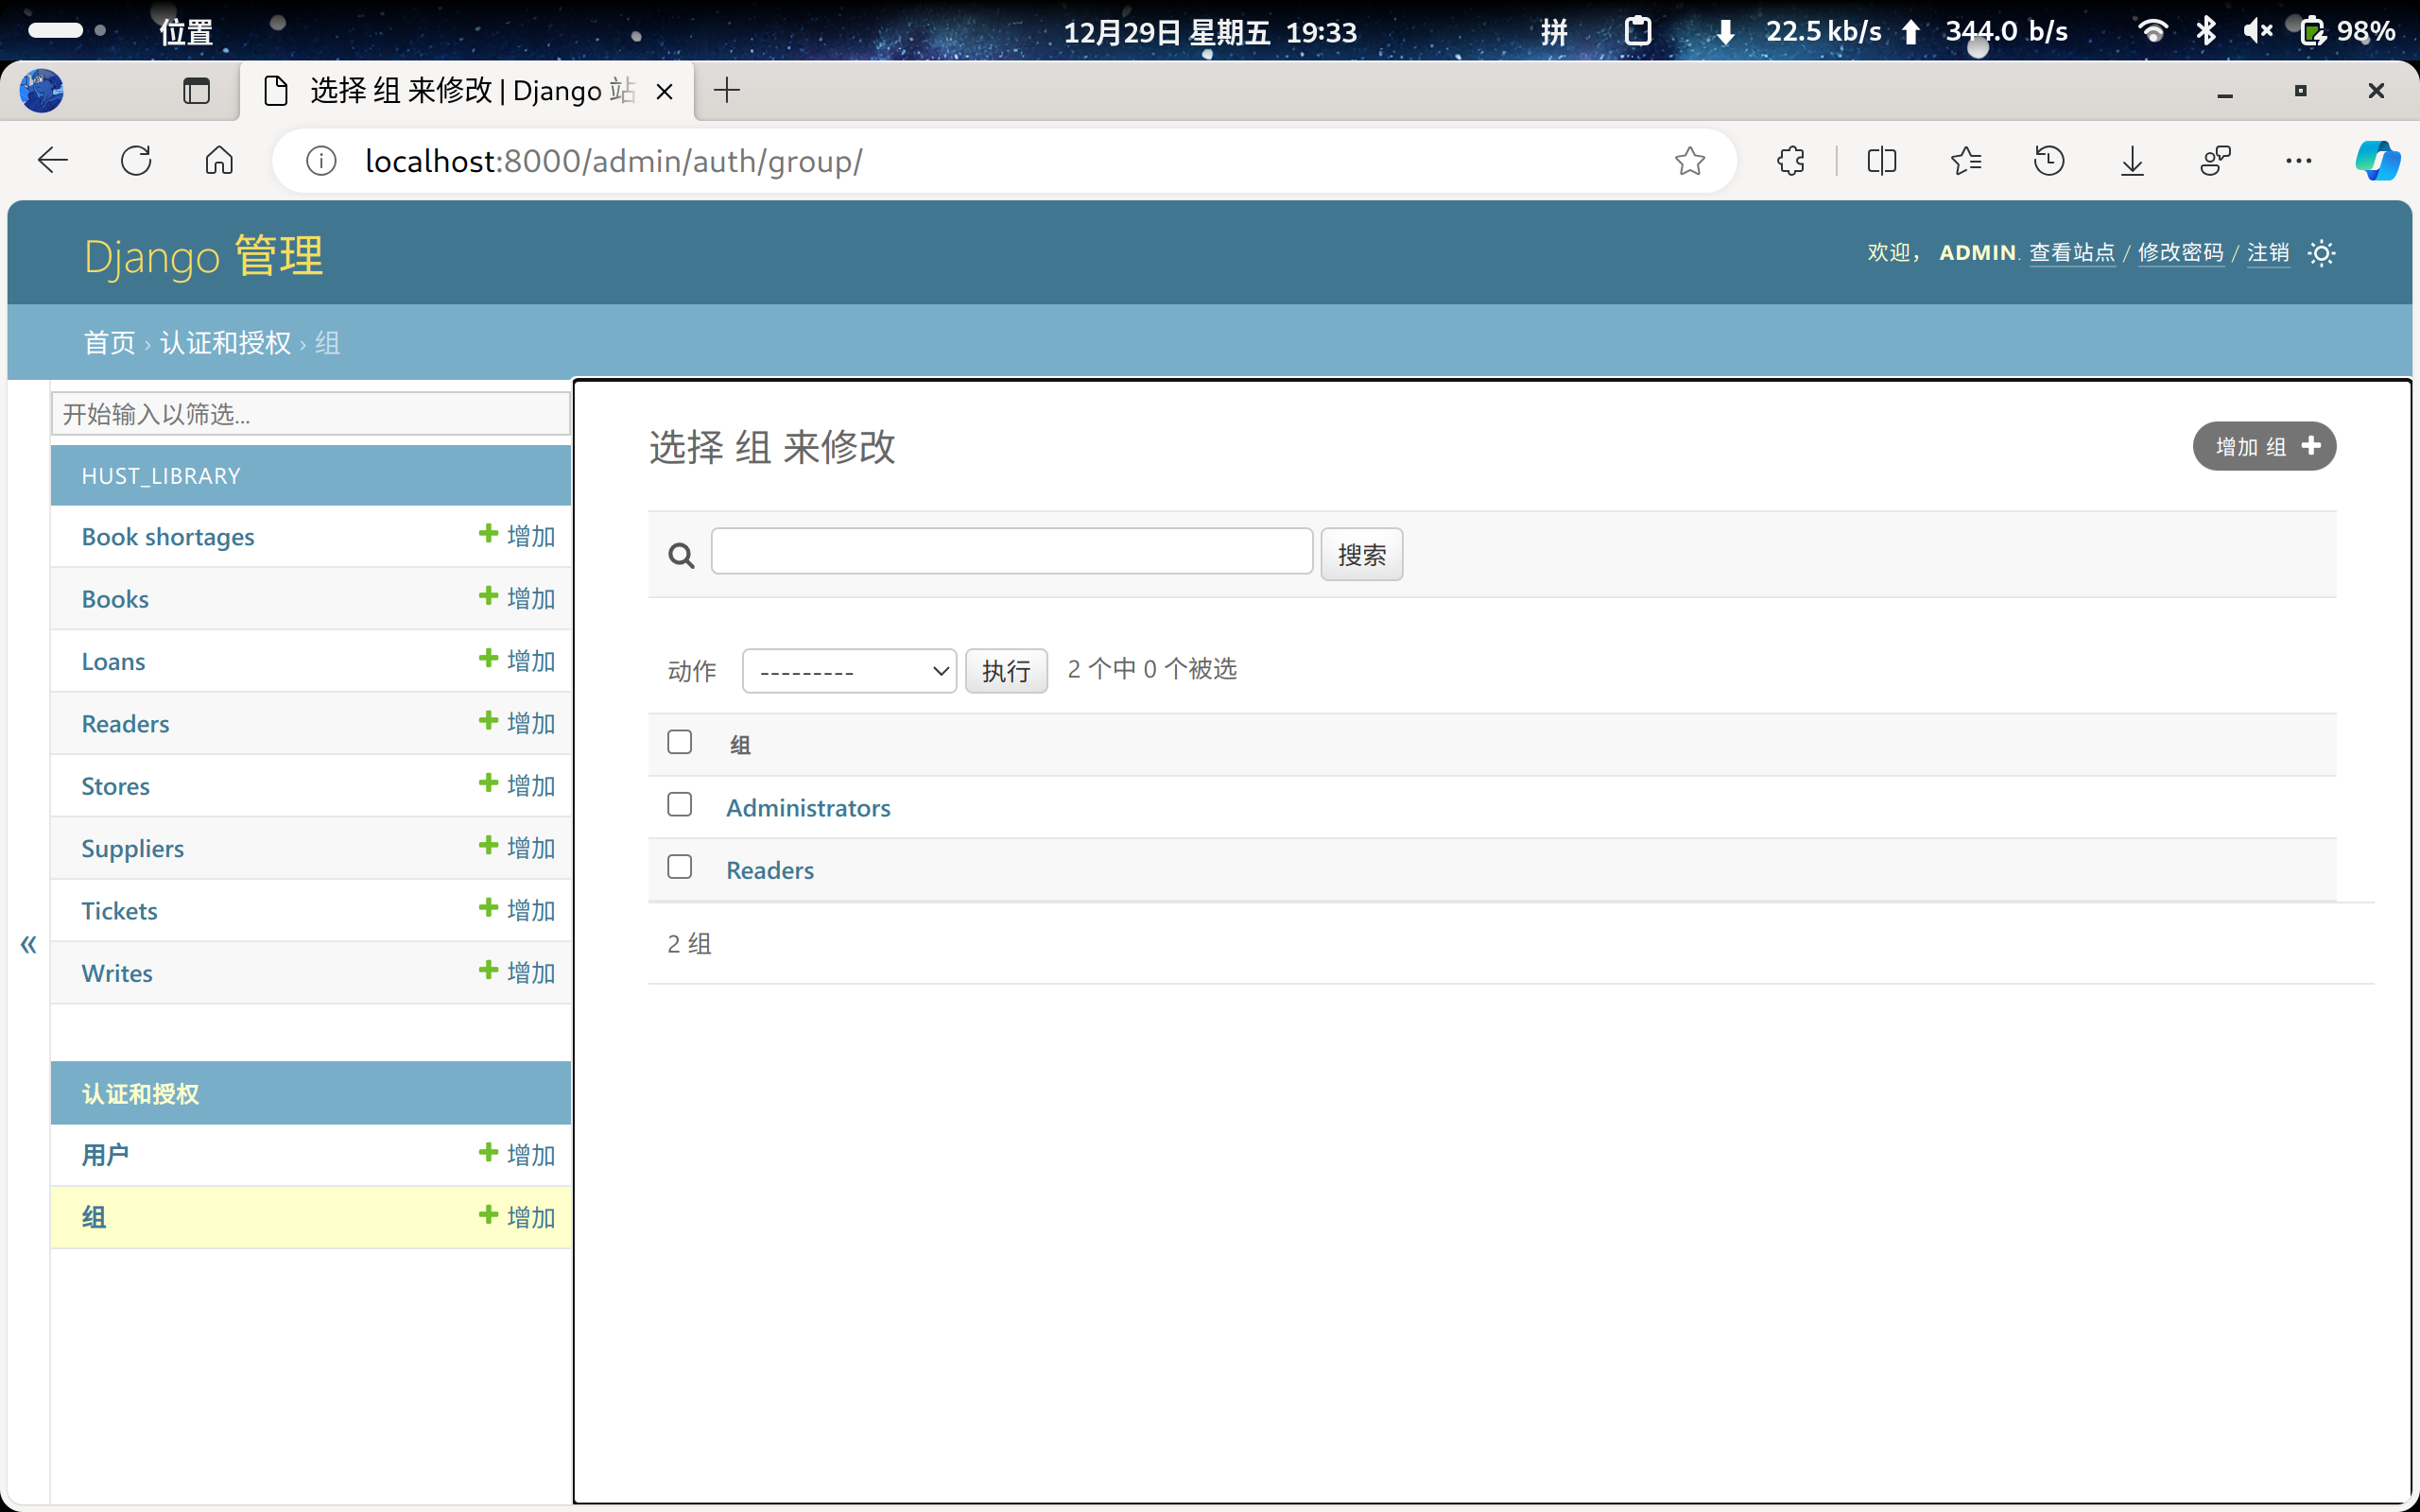 位置
12月29日 星期五 19:33
拼
22.5 kb/s
344.0 b/s
98%
选择 组 来修改 | Django 站
localhost:8000/admin/auth/group/
Django 管理
欢迎， ADMIN. 查看站点 / 修改密码 / 注销
首页 › 认证和授权 › 组
开始输入以筛选...
HUST_LIBRARY
Book shortages 增加
Books 增加
Loans 增加
Readers 增加
Stores 增加
Suppliers 增加
Tickets 增加
Writes 增加
«
认证和授权
用户 增加
组 增加
选择 组 来修改
增加 组
搜索
动作 --------- 执行 2 个中 0 个被选
组
Administrators
Readers
2 组